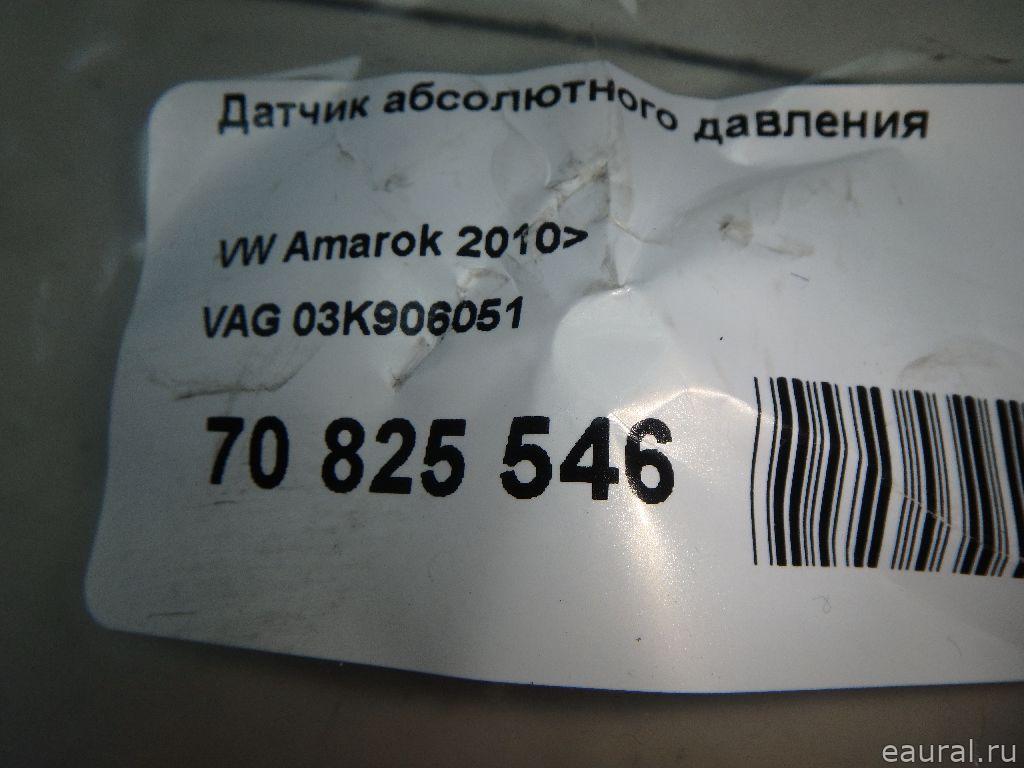 Датчик абсолютного давления
VW Amarok 2010>
VAG 03K906051
70 825 546
eaural.ru